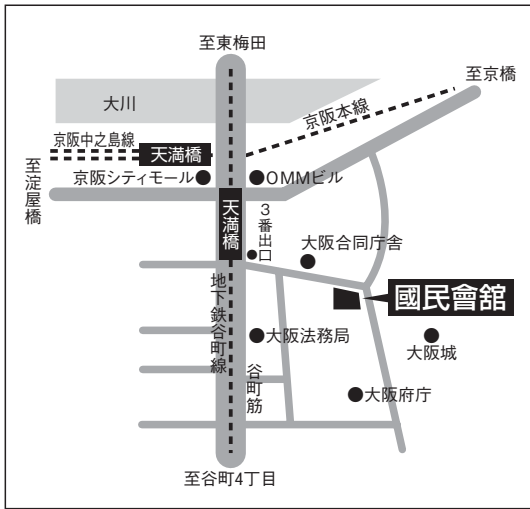 至東梅田
至京橋
大川
京阪本線
京阪中之島線
天満橋
至淀屋橋
京阪シティモール
OMMビル
天満橋
3番出口
大阪合同庁舎
國民會舘
地下鉄谷町線
大阪法務局
大阪城
谷町筋
大阪府庁
至谷町4丁目